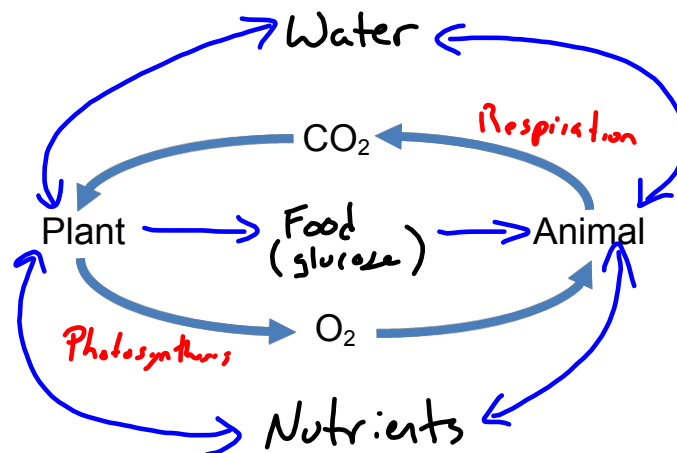 Water
Respiration
CO₂
Plant
Food
(glucose)
Animal
O₂
Photosynthesis
Nutrients